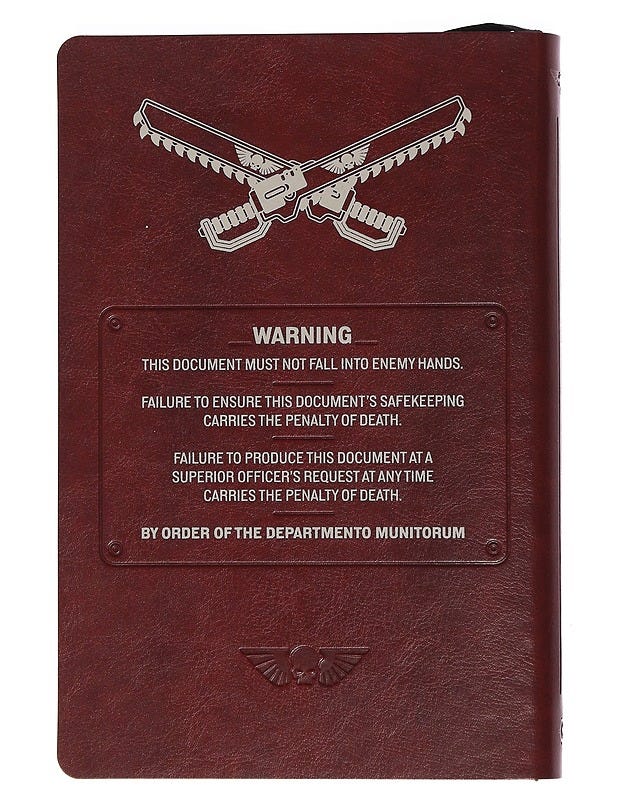 WARNING
THIS DOCUMENT MUST NOT FALL INTO ENEMY HANDS.
FAILURE TO ENSURE THIS DOCUMENT'S SAFEKEEPING
CARRIES THE PENALTY OF DEATH.
FAILURE TO PRODUCE THIS DOCUMENT AT A
SUPERIOR OFFICER'S REQUEST AT ANY TIME
CARRIES THE PENALTY OF DEATH.
BY ORDER OF THE DEPARTMENTO MUNITORUM